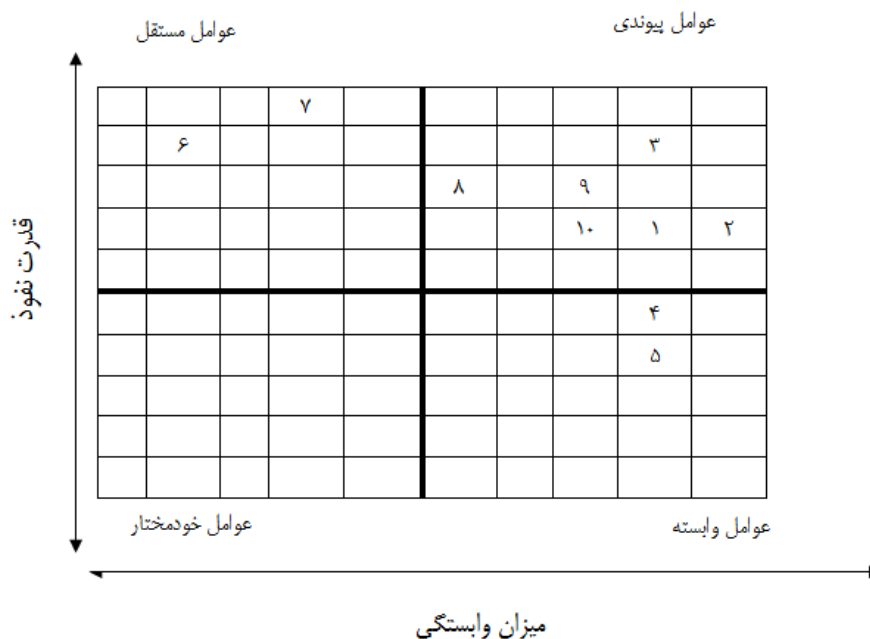 عوامل پیوندی
عوامل مستقل
۷
۳
۶
۹
۸
۲
۱
۱۰
قدرت نفوذ
۴
۵
عوامل وابسته
عوامل خودمختار
میزان وابستگی